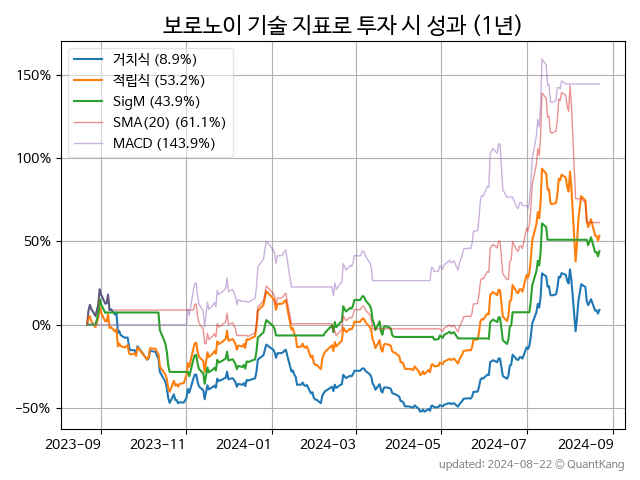 보로노이 기술 지표로 투자 시 성과 (1년)
거치식 (8.9%)
적립식 (53.2%)
SigM (43.9%)
SMA(20) (61.1%)
MACD (143.9%)
150%
100%
50%
0%
−50%
2023-09 2023-11 2024-01 2024-03 2024-05 2024-07 2024-09
updated: 2024-08-22 © QuantKang